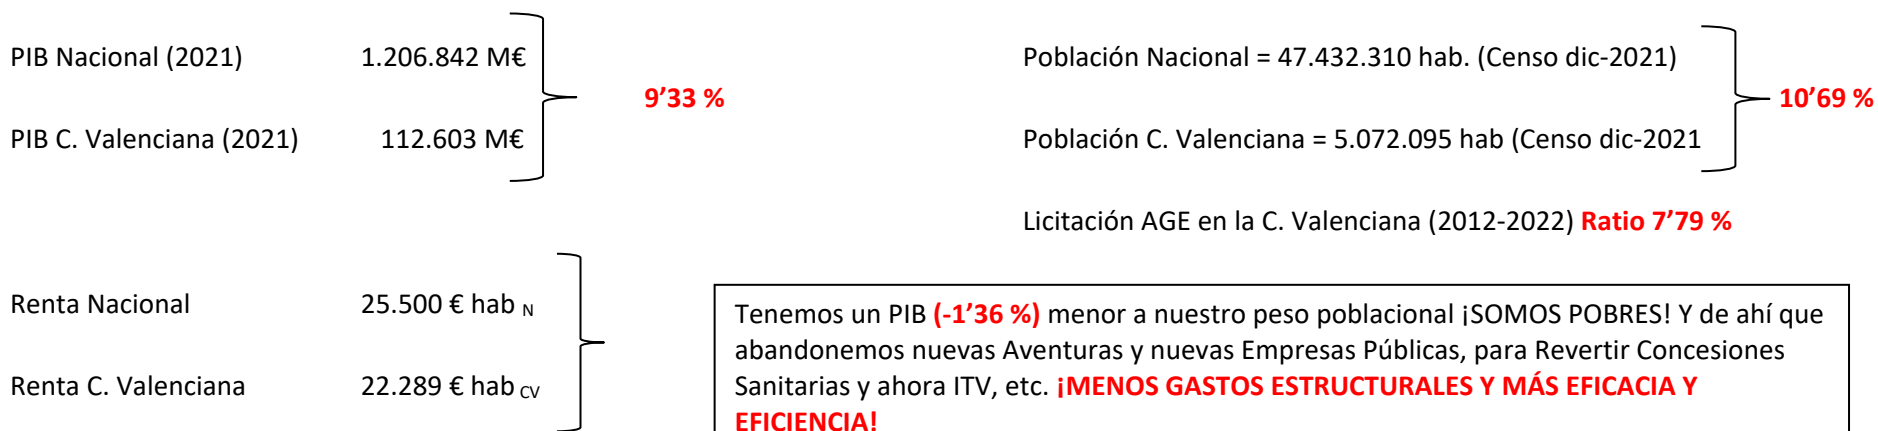 PIB Nacional (2021) 1.206.842 M€
9’33 %
PIB C. Valenciana (2021) 112.603 M€
Población Nacional = 47.432.310 hab. (Censo dic-2021)
10’69 %
Población C. Valenciana = 5.072.095 hab (Censo dic-2021
Licitación AGE en la C. Valenciana (2012-2022) Ratio 7’79 %
Renta Nacional 25.500 € hab N
Renta C. Valenciana 22.289 € hab CV
Tenemos un PIB (-1’36 %) menor a nuestro peso poblacional ¡SOMOS POBRES! Y de ahí que
abandonemos nuevas Aventuras y nuevas Empresas Públicas, para Revertir Concesiones
Sanitarias y ahora ITV, etc. ¡MENOS GASTOS ESTRUCTURALES Y MÁS EFICACIA Y
EFICIENCIA!